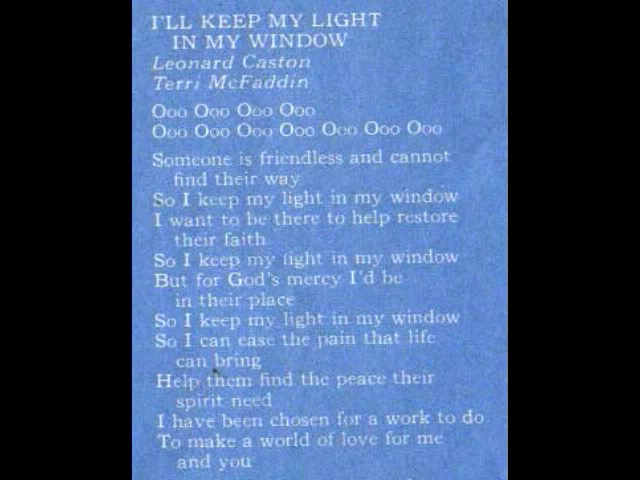 I'LL KEEP MY LIGHT
IN MY WINDOW
Leonard Caston
Terri McFaddin
Ooo Ooo Ooo Ooo
Ooo Ooo Ooo Ooo Ooo Ooo Ooo
Someone is friendless and cannot
find their way
So I keep my light in my window
I want to be there to help restore
their faith
So I keep my light in my window
But for God's mercy I'd be
in their place
So I keep my light in my window
So I can ease the pain that life
can bring
Help them find the peace their
spirit need
I have been chosen for a work to do
To make a world of love for me
and you